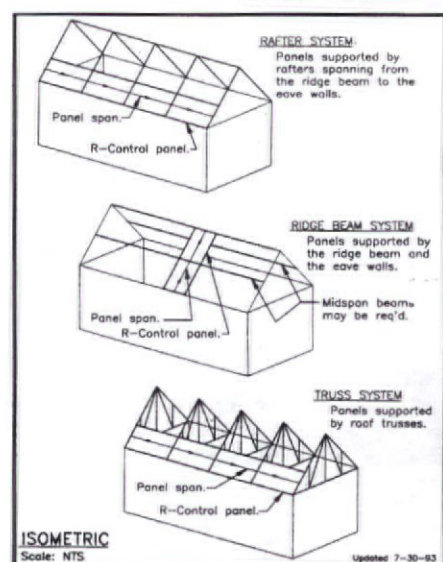 RAFTER SYSTEM
Panels supported by
rafters spanning from
the ridge beam to the
eave walls.
Panel span.
R-Control panel.
RIDGE BEAM SYSTEM
Panels supported by
the ridge beam and
the eave walls.
Midspan beams
may be req'd.
Panel span.
R-Control panel.
TRUSS SYSTEM
Panels supported
by roof trusses.
Panel span.
R-Control panel.
ISOMETRIC
Scale: NTS
Updated 7-30-93